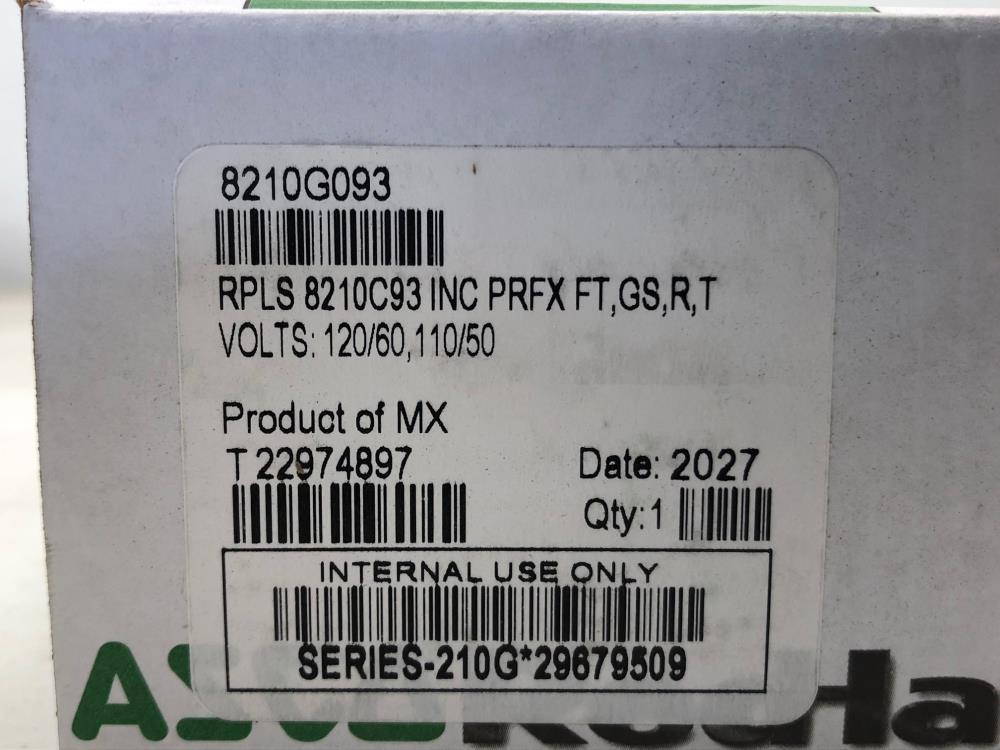 8210G093
RPLS 8210C93 INC PRFX FT,GS,R,T
VOLTS: 120/60,110/50
Product of MX
T 22974897
Date: 2027
Qty:1
INTERNAL USE ONLY
SERIES-210G*29679509